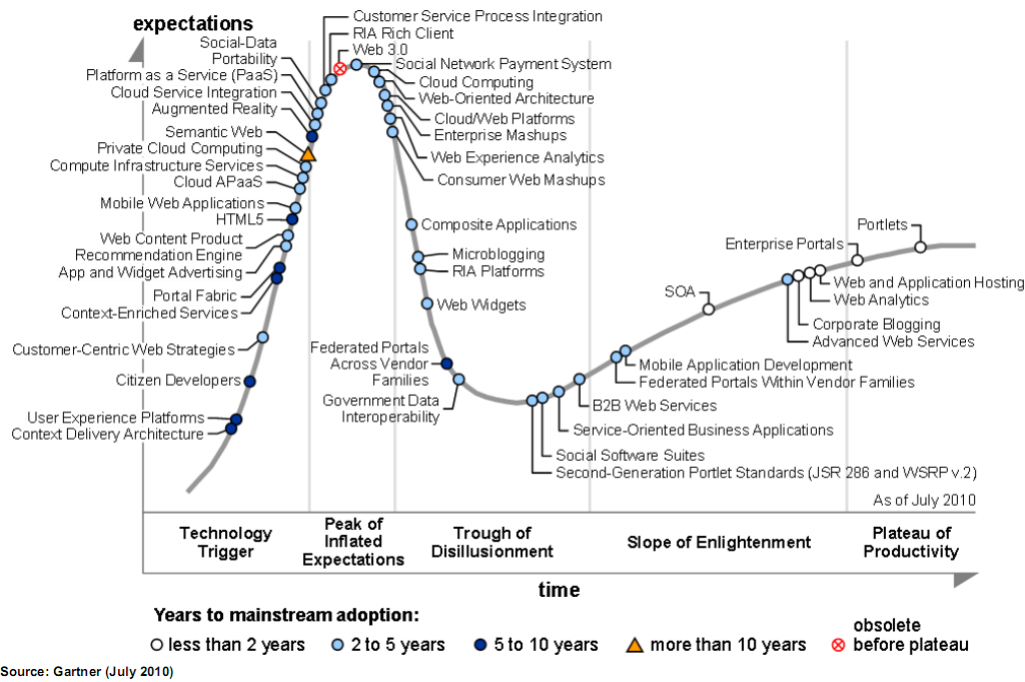 expectations
Customer Service Process Integration
RIA Rich Client
Web 3.0
Social-Data
Portability
Platform as a Service (PaaS)
Cloud Service Integration
Augmented Reality
Semantic Web
Private Cloud Computing
Compute Infrastructure Services
Cloud APaaS
Mobile Web Applications
HTML5
Web Content Product
Recommendation Engine
App and Widget Advertising
Portal Fabric
Context-Enriched Services
Customer-Centric Web Strategies
Citizen Developers
User Experience Platforms
Context Delivery Architecture
Social Network Payment System
Cloud Computing
Web-Oriented Architecture
Cloud/Web Platforms
Enterprise Mashups
Web Experience Analytics
Consumer Web Mashups
Composite Applications
Microblogging
RIA Platforms
Web Widgets
Federated Portals
Across Vendor
Families
Government Data
Interoperability
Portlets
Enterprise Portals
SOA
Web and Application Hosting
Web Analytics
Corporate Blogging
Advanced Web Services
Mobile Application Development
Federated Portals Within Vendor Families
B2B Web Services
Service-Oriented Business Applications
Social Software Suites
Second-Generation Portlet Standards (JSR 286 and WSRP v.2)
As of July 2010
Technology
Trigger
Peak of
Inflated
Expectations
Trough of
Disillusionment
Slope of Enlightenment
Plateau of
Productivity
time
Years to mainstream adoption:
less than 2 years
2 to 5 years
5 to 10 years
more than 10 years
obsolete
before plateau
Source: Gartner (July 2010)